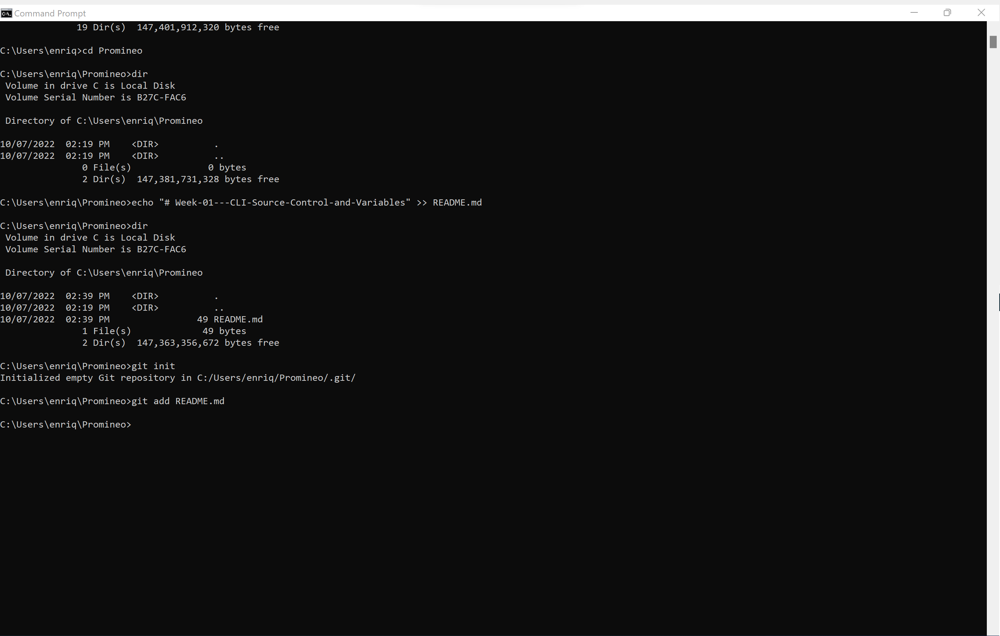 Command Prompt
19 Dir(s)  147,401,912,320 bytes free
C:\Users\enriq>cd Promineo
C:\Users\enriq\Promineo>dir
Volume in drive C is Local Disk
Volume Serial Number is B27C-FAC6
Directory of C:\Users\enriq\Promineo
10/07/2022  02:19 PM    <DIR>          .
10/07/2022  02:19 PM    <DIR>          ..
0 File(s)              0 bytes
2 Dir(s)  147,381,731,328 bytes free
C:\Users\enriq\Promineo>echo "# Week-01---CLI-Source-Control-and-Variables" >> README.md
C:\Users\enriq\Promineo>dir
Volume in drive C is Local Disk
Volume Serial Number is B27C-FAC6
Directory of C:\Users\enriq\Promineo
10/07/2022  02:39 PM    <DIR>          .
10/07/2022  02:19 PM    <DIR>          ..
10/07/2022  02:39 PM                49 README.md
1 File(s)             49 bytes
2 Dir(s)  147,363,356,672 bytes free
C:\Users\enriq\Promineo>git init
Initialized empty Git repository in C:/Users/enriq/Promineo/.git/
C:\Users\enriq\Promineo>git add README.md
C:\Users\enriq\Promineo>